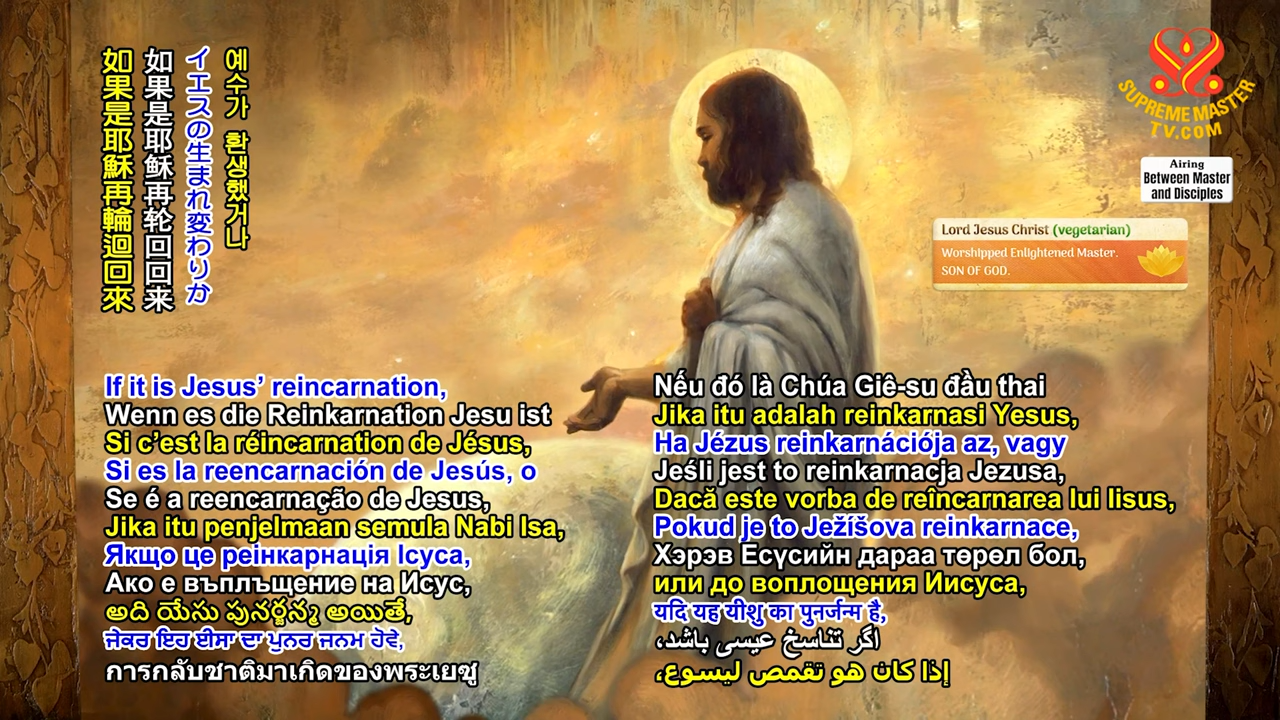 예수가 환생했거나
イエスの生まれ変わりか
如果是耶稣再轮回回来
如果是耶穌再輪迴回來
SUPREME MASTER
TV.COM
Airing
Between Master
and Disciples
Lord Jesus Christ (vegetarian)
Worshipped Enlightened Master.
SON OF GOD.
If it is Jesus’ reincarnation,
Wenn es die Reinkarnation Jesu ist
Si c’est la réincarnation de Jésus,
Si es la reencarnación de Jesús, o
Se é a reencarnação de Jesus,
Jika itu penjelmaan semula Nabi Isa,
Якщо це реінкарнація Ісуса,
Ако е въплъщение на Исус,
అది యేసు పునర్జన్మ అయితే,
ਜੇਕਰ ਇਹ ਈਸਾ ਦਾ ਪੁਨਰ ਜਨਮ ਹੋਵੇ,
การกลับชาติมาเกิดของพระเยซู
Nếu đó là Chúa Giê-su đầu thai
Jika itu adalah reinkarnasi Yesus,
Ha Jézus reinkarnációja az, vagy
Jeśli jest to reinkarnacja Jezusa,
Dacă este vorba de reîncarnarea lui Iisus,
Pokud je to Ježíšova reinkarnace,
Хэрэв Есүсийн дараа төрөл бол,
или до воплощения Иисуса,
यदि यह यीशु का पुनर्जन्म है,
اگر تناسخ عیسی باشد،
إذا كان هو تقمص ليسوع،